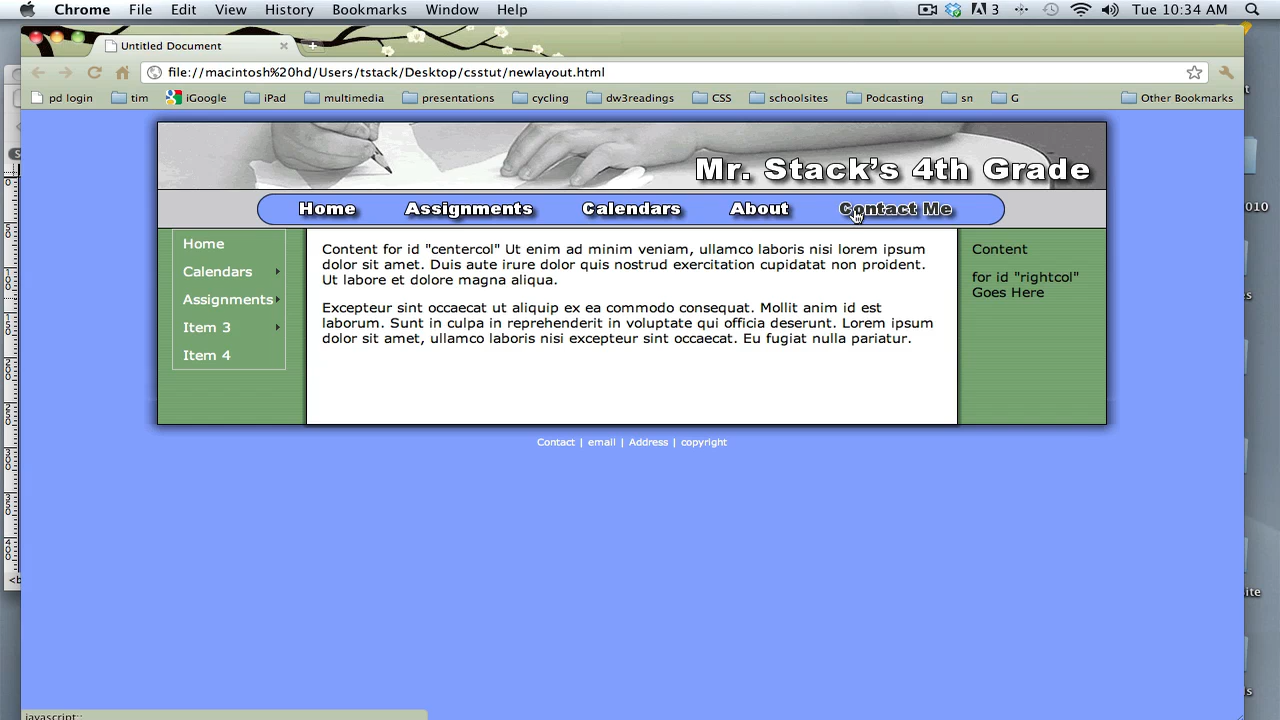 Chrome File Edit View History Bookmarks Window Help 3 Tue 10:34 AM
Untitled Document
file://macintosh%20hd/Users/tstack/Desktop/csstut/newlayout.html
pd login tim iGoogle iPad multimedia presentations cycling dw3readings CSS schoolsites Podcasting sn G Other Bookmarks
Mr. Stack's 4th Grade
Home Assignments Calendars About Contact Me
Home
Calendars
Assignments
Item 3
Item 4
Content for id "centercol" Ut enim ad minim veniam, ullamco laboris nisi lorem ipsum
dolor sit amet. Duis aute irure dolor quis nostrud exercitation cupidatat non proident.
Ut labore et dolore magna aliqua.
Excepteur sint occaecat ut aliquip ex ea commodo consequat. Mollit anim id est
laborum. Sunt in culpa in reprehenderit in voluptate qui officia deserunt. Lorem ipsum
dolor sit amet, ullamco laboris nisi excepteur sint occaecat. Eu fugiat nulla pariatur.
Content
for id "rightcol"
Goes Here
Contact | email | Address | copyright
javascript:;